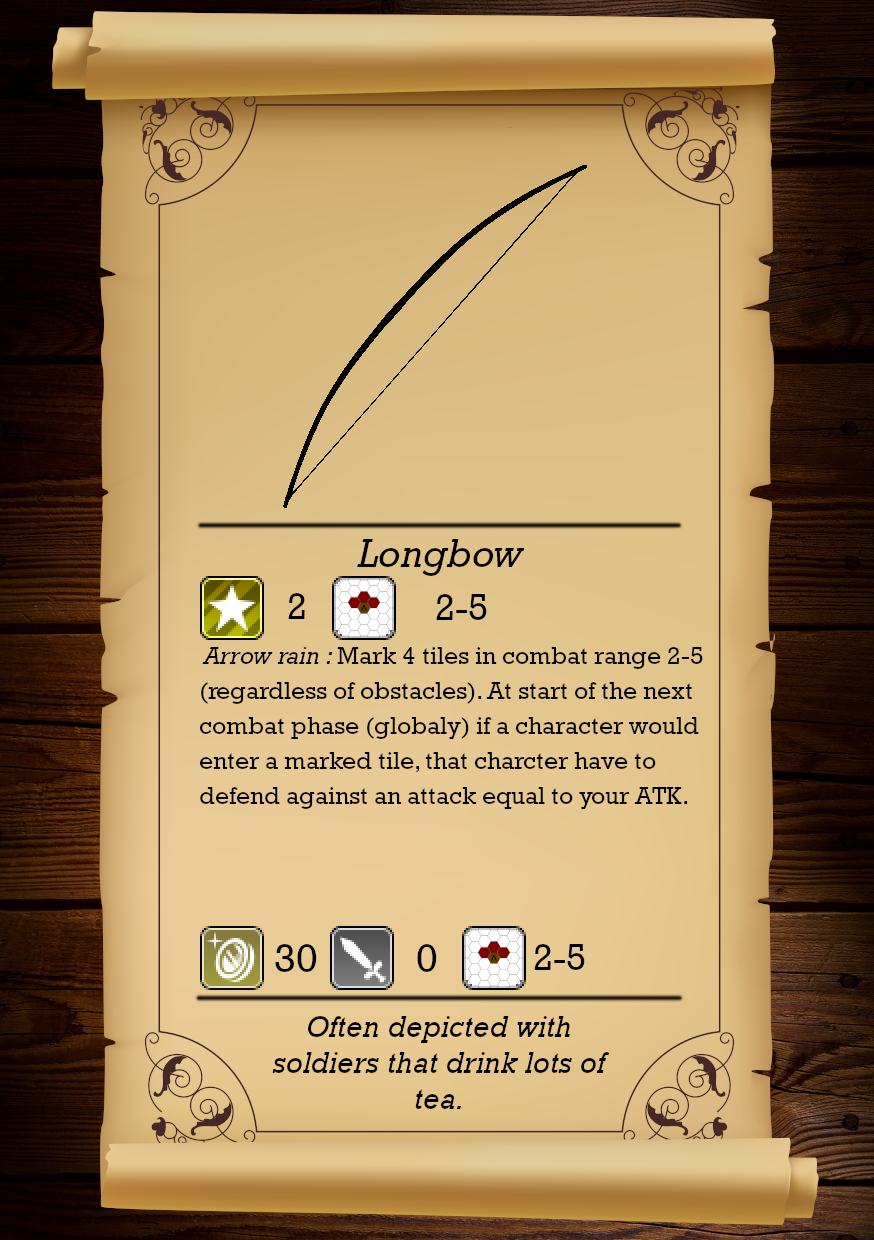 Longbow
2 2-5
Arrow rain : Mark 4 tiles in combat range 2-5
(regardless of obstacles). At start of the next
combat phase (globaly) if a character would
enter a marked tile, that charcter have to
defend against an attack equal to your ATK.
30 0 2-5
Often depicted with
soldiers that drink lots of
tea.